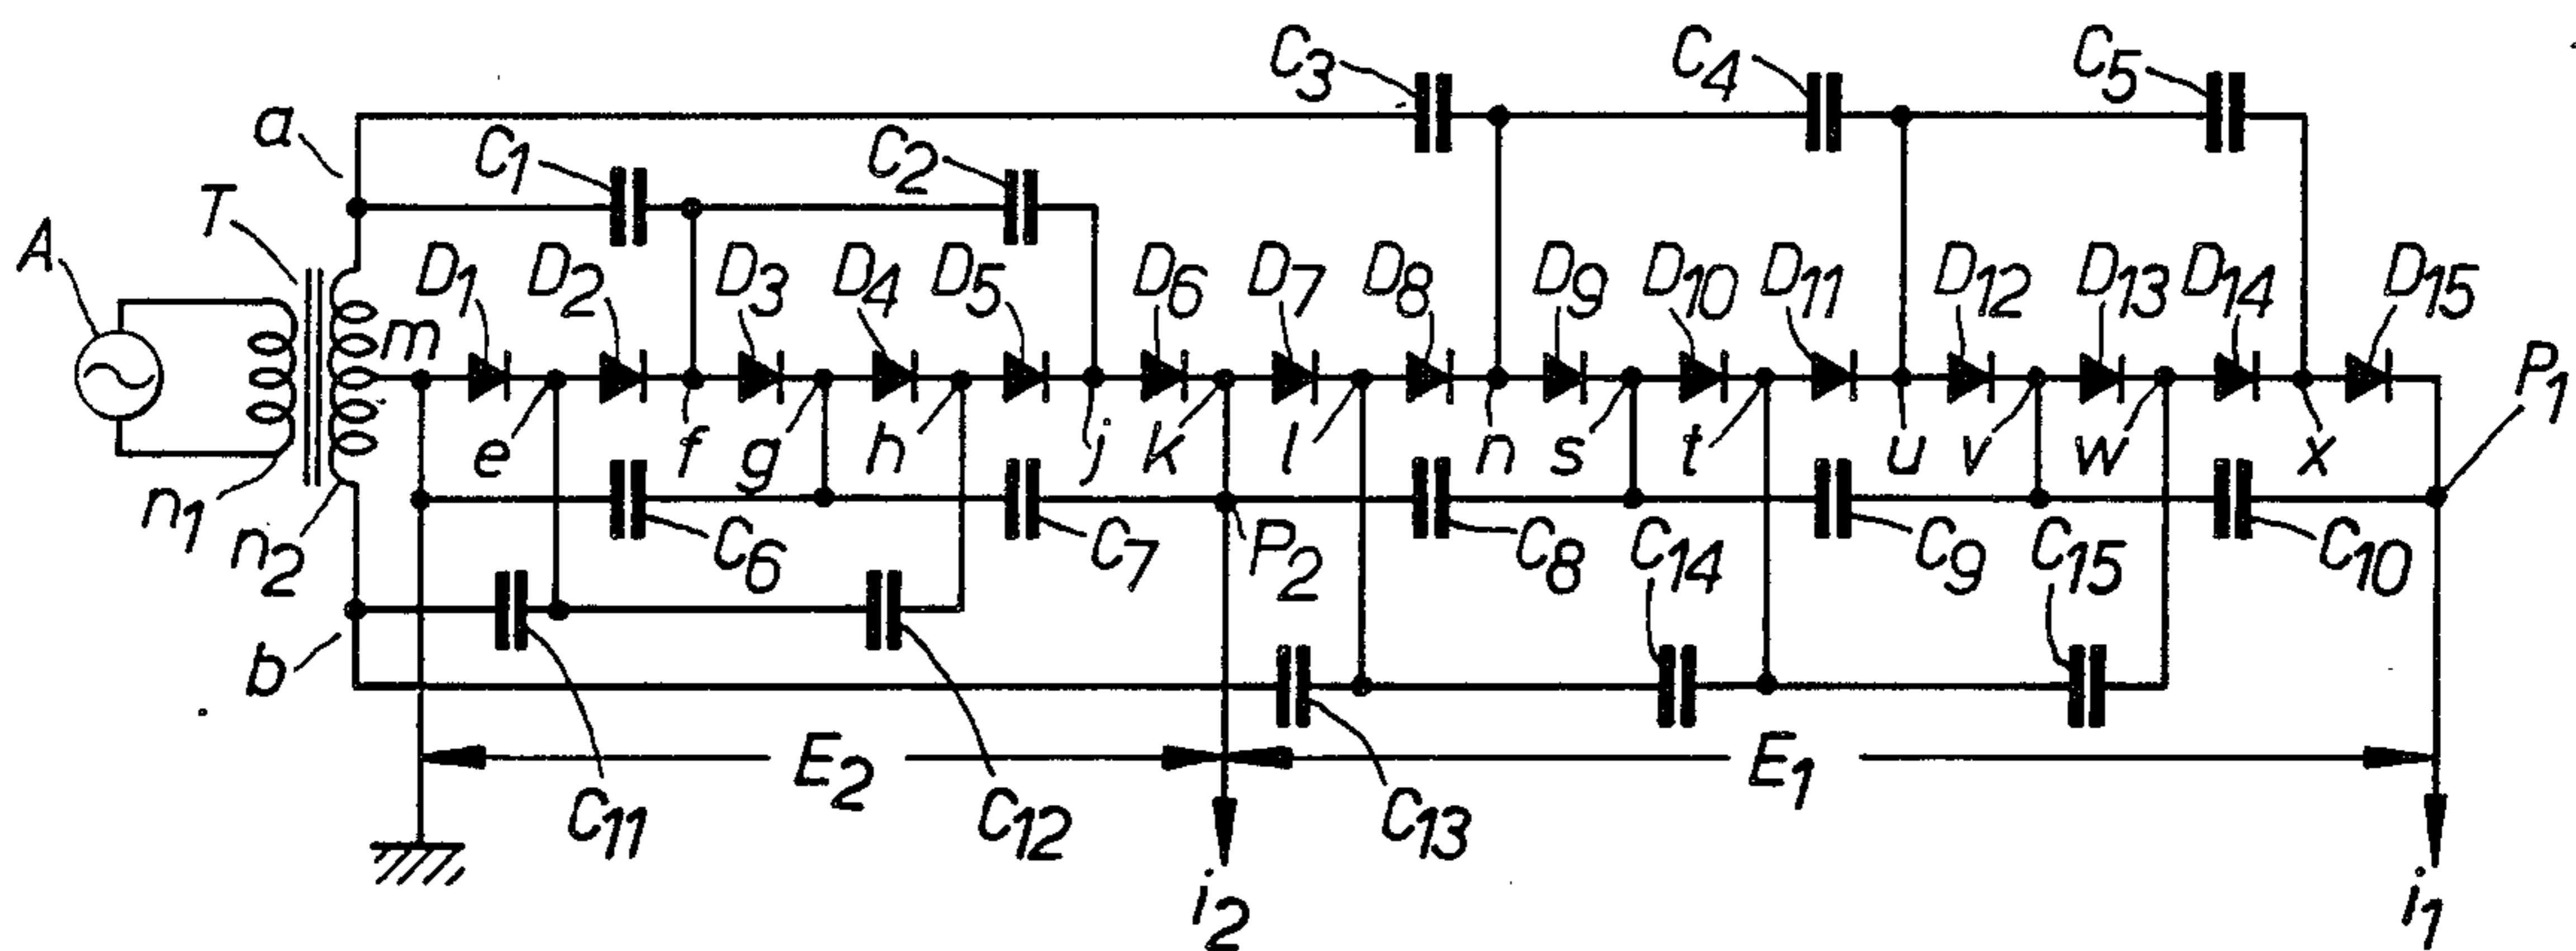 C3 C4 C5
a C1 C2
A T D1 D2 D3 D4 D5 D6 D7 D8 D9 D10 D11 D12 D13 D14 D15
m P1
e f g h j k l n s t u v w x
n1 n2 C6 C7 P2 C8 C14 C9 C15 C10
b
E2 E1
C11 C12 C13
i2 i1